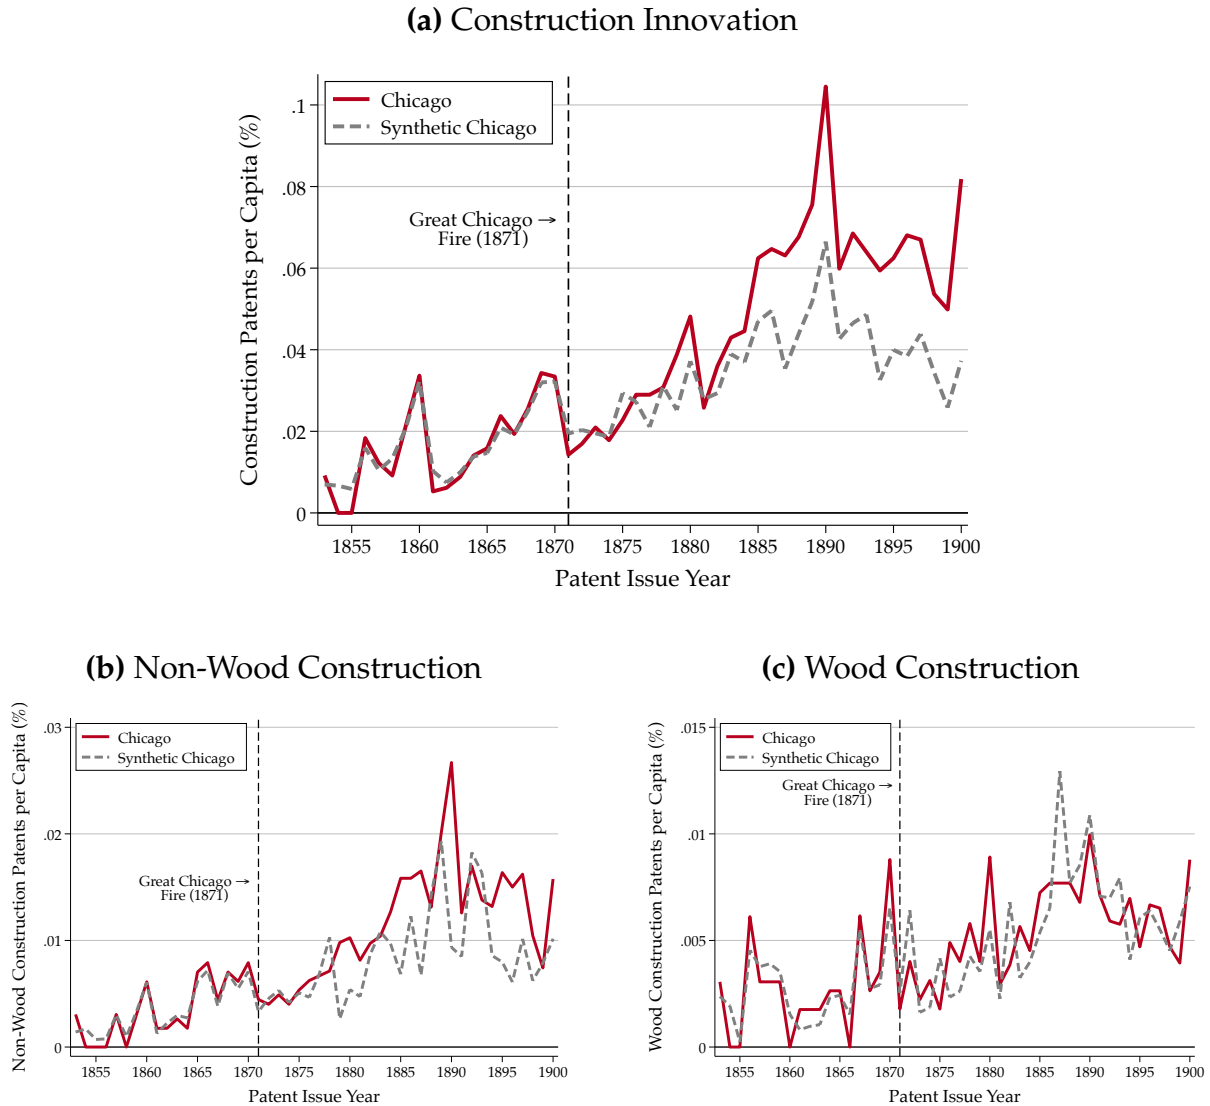 (a) Construction Innovation
Construction Patents per Capita (%)
.1
.08
.06
.04
.02
0
Chicago
Synthetic Chicago
Great Chicago →
Fire (1871)
1855 1860 1865 1870 1875 1880 1885 1890 1895 1900
Patent Issue Year
(b) Non-Wood Construction
Non-Wood Construction Patents per Capita (%)
.03
.02
.01
0
Chicago
Synthetic Chicago
Great Chicago →
Fire (1871)
1855 1860 1865 1870 1875 1880 1885 1890 1895 1900
Patent Issue Year
(c) Wood Construction
Wood Construction Patents per Capita (%)
.015
.01
.005
0
Chicago
Synthetic Chicago
Great Chicago →
Fire (1871)
1855 1860 1865 1870 1875 1880 1885 1890 1895 1900
Patent Issue Year